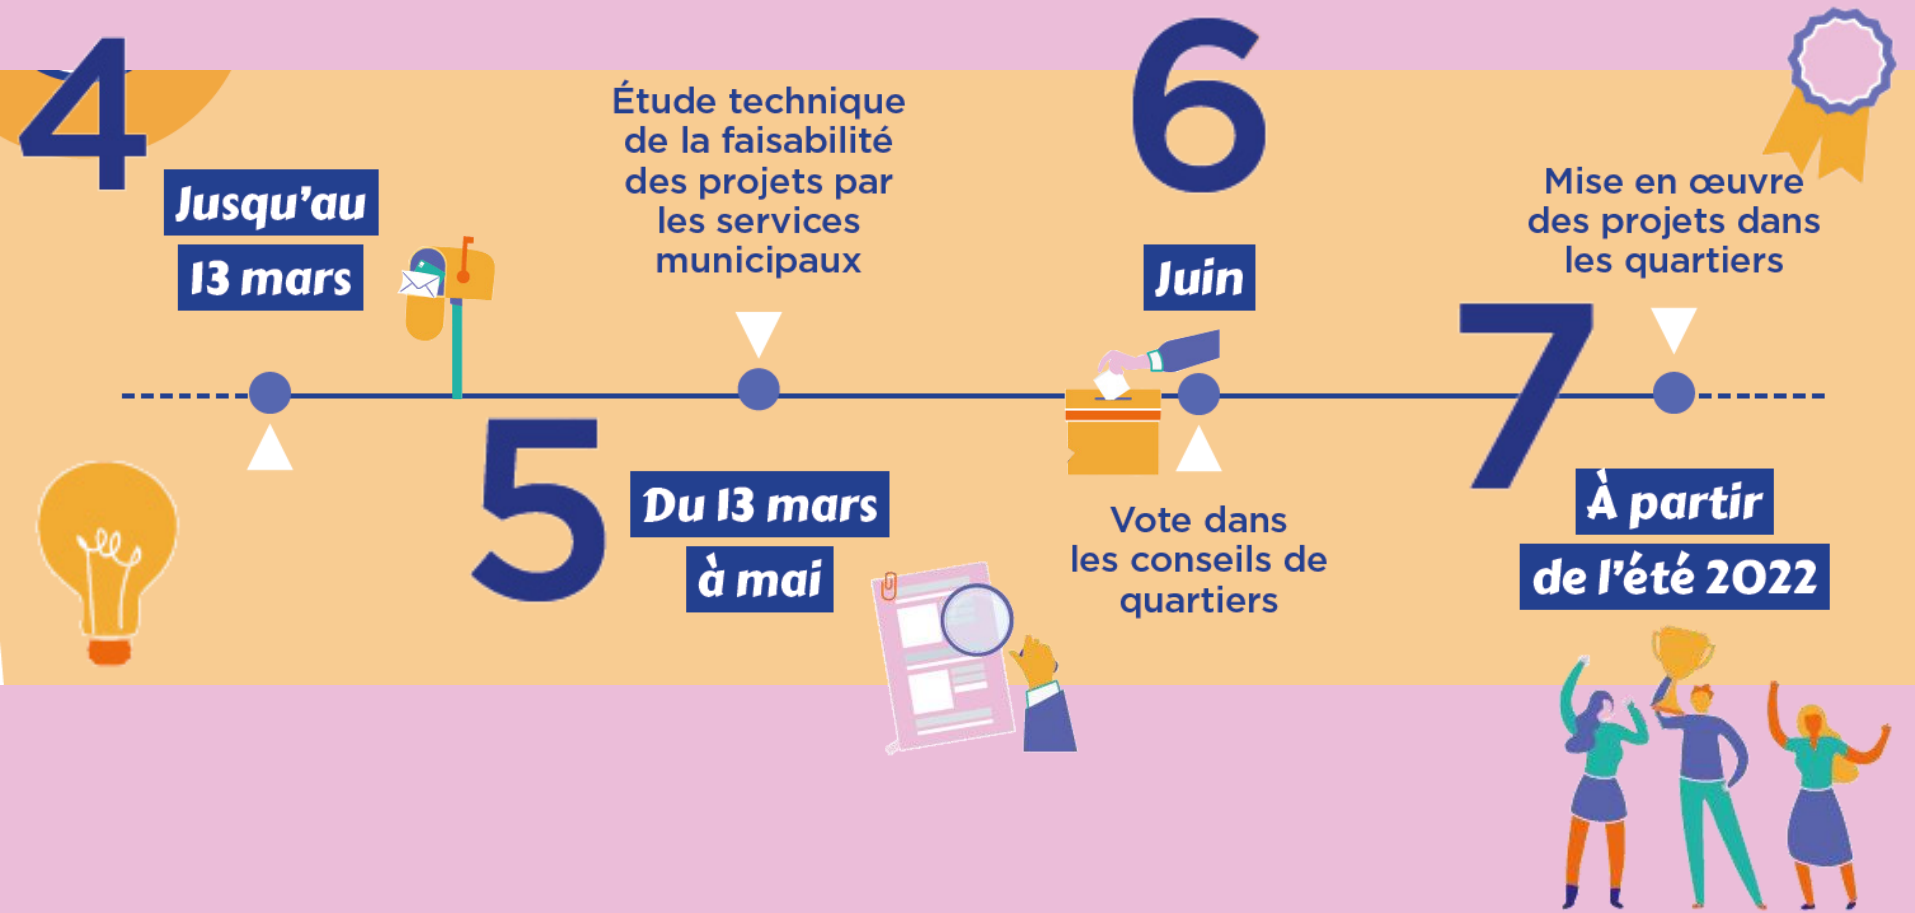 4
Jusqu'au
13 mars
Étude technique
de la faisabilité
des projets par
les services
municipaux
5
Du 13 mars
à mai
6
Juin
Vote dans
les conseils de
quartiers
Mise en œuvre
des projets dans
les quartiers
7
À partir
de l'été 2022